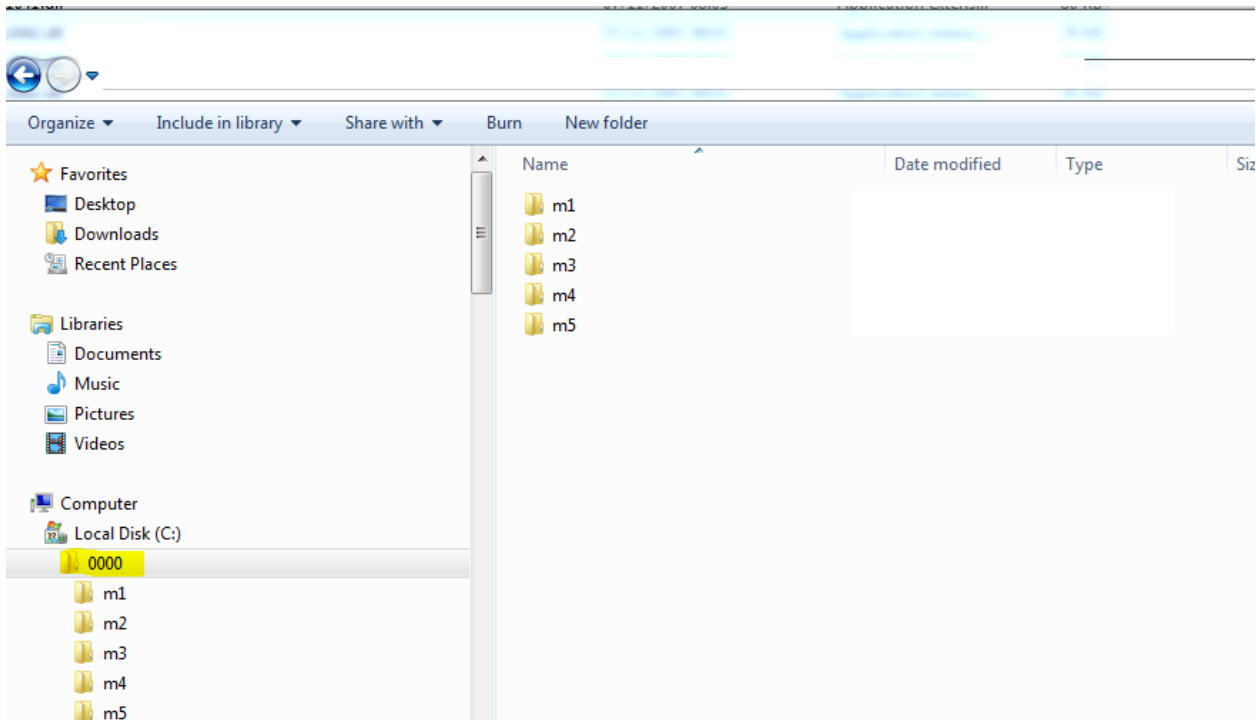 Organize Include in library Share with Burn New folder
Name Date modified Type
Favorites
Desktop
Downloads
Recent Places
Libraries
Documents
Music
Pictures
Videos
Computer
Local Disk (C:)
0000
m1
m2
m3
m4
m5
m1
m2
m3
m4
m5